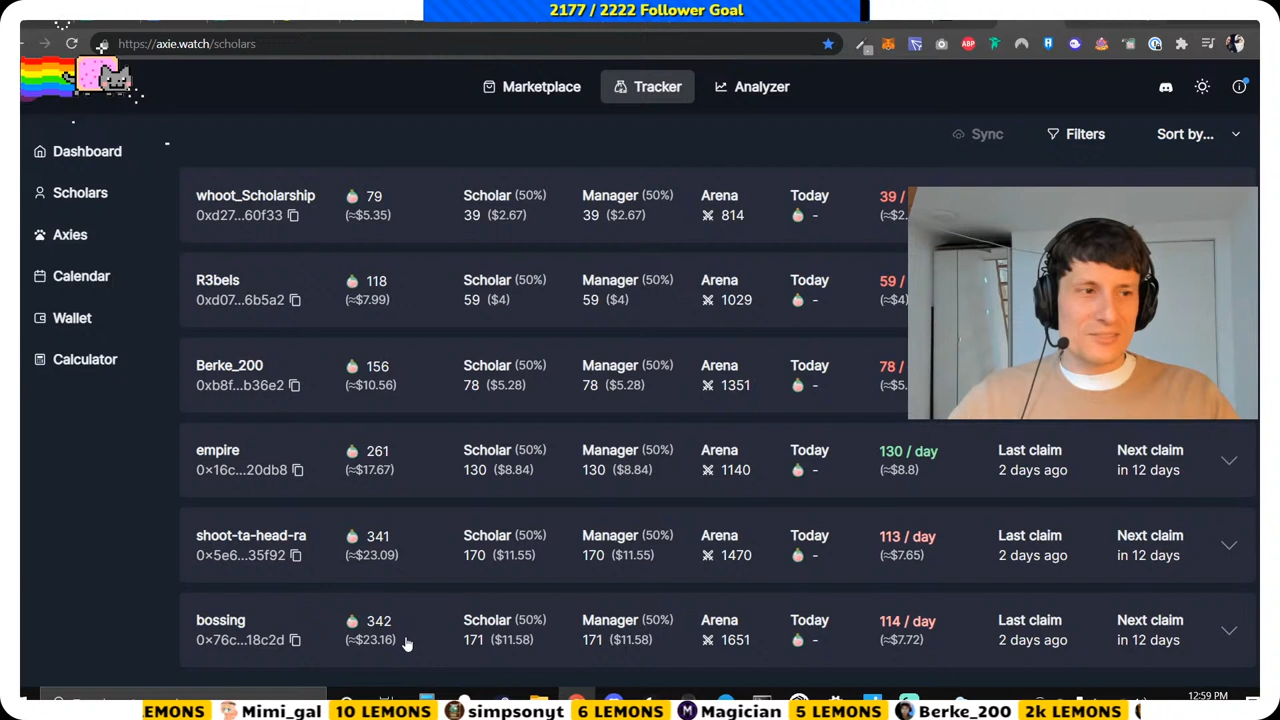 2177 / 2222 Follower Goal
https://axie.watch/scholars
ABP
Marketplace
Tracker
Analyzer
Dashboard
Scholars
Axies
Calendar
Wallet
Calculator
Sync
Filters
Sort by...
whoot_Scholarship 79 Scholar (50%) Manager (50%) Arena Today 39 /
0xd27...60f33 (≈$5.35) 39 ($2.67) 39 ($2.67) 814 - (≈$2.
R3bels 118 Scholar (50%) Manager (50%) Arena Today 59 /
0xd07...6b5a2 (≈$7.99) 59 ($4) 59 ($4) 1029 - (≈$4)
Berke_200 156 Scholar (50%) Manager (50%) Arena Today 78 /
0xb8f...b36e2 (≈$10.56) 78 ($5.28) 78 ($5.28) 1351 - (≈$5.
empire 261 Scholar (50%) Manager (50%) Arena Today 130 / day Last claim Next claim
0x16c...20db8 (≈$17.67) 130 ($8.84) 130 ($8.84) 1140 - (≈$8.8) 2 days ago in 12 days
shoot-ta-head-ra 341 Scholar (50%) Manager (50%) Arena Today 113 / day Last claim Next claim
0x5e6...35f92 (≈$23.09) 170 ($11.55) 170 ($11.55) 1470 - (≈$7.65) 2 days ago in 12 days
bossing 342 Scholar (50%) Manager (50%) Arena Today 114 / day Last claim Next claim
0x76c...18c2d (≈$23.16) 171 ($11.58) 171 ($11.58) 1651 - (≈$7.72) 2 days ago in 12 days
12:59 PM
LEMONS Mimi_gal 10 LEMONS simpsonyt 6 LEMONS Magician 5 LEMONS Berke_200 2k LEMONS